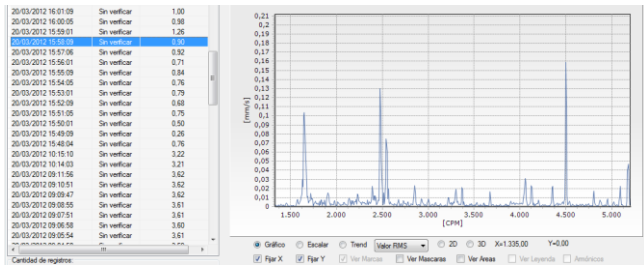 20/03/2012 16:01:09 Sin verificar 1,00
20/03/2012 16:00:05 Sin verificar 0,98
20/03/2012 15:59:01 Sin verificar 1,26
20/03/2012 15:58:09 Sin verificar 0,90
20/03/2012 15:57:06 Sin verificar 0,92
20/03/2012 15:56:01 Sin verificar 0,71
20/03/2012 15:55:09 Sin verificar 0,84
20/03/2012 15:54:05 Sin verificar 0,76
20/03/2012 15:53:01 Sin verificar 0,79
20/03/2012 15:52:09 Sin verificar 0,68
20/03/2012 15:51:05 Sin verificar 0,75
20/03/2012 15:50:01 Sin verificar 0,50
20/03/2012 15:49:09 Sin verificar 0,26
20/03/2012 15:48:04 Sin verificar 0,76
20/03/2012 10:15:10 Sin verificar 3,22
20/03/2012 10:14:03 Sin verificar 3,21
20/03/2012 09:11:56 Sin verificar 3,62
20/03/2012 09:10:51 Sin verificar 3,62
20/03/2012 09:09:47 Sin verificar 3,62
20/03/2012 09:08:55 Sin verificar 3,61
20/03/2012 09:07:51 Sin verificar 3,61
20/03/2012 09:06:58 Sin verificar 3,60
20/03/2012 09:05:54 Sin verificar 3,61
Cantidad de registros:
0,21
0,2
0,19
0,18
0,17
0,16
0,15
0,14
0,13
0,12
0,11
0,1
0,09
0,08
0,07
0,06
0,05
0,04
0,03
0,02
0,01
0
[mm/s]
1.500 2.000 2.500 3.000 3.500 4.000 4.500 5.000
[CPM]
Gráfico Escalar Trend Valor RMS 2D 3D X=1.335,00 Y=0.00
Fijar X Fijar Y Ver Marcas Ver Mascaras Ver Areas Ver Leyenda Armónicos